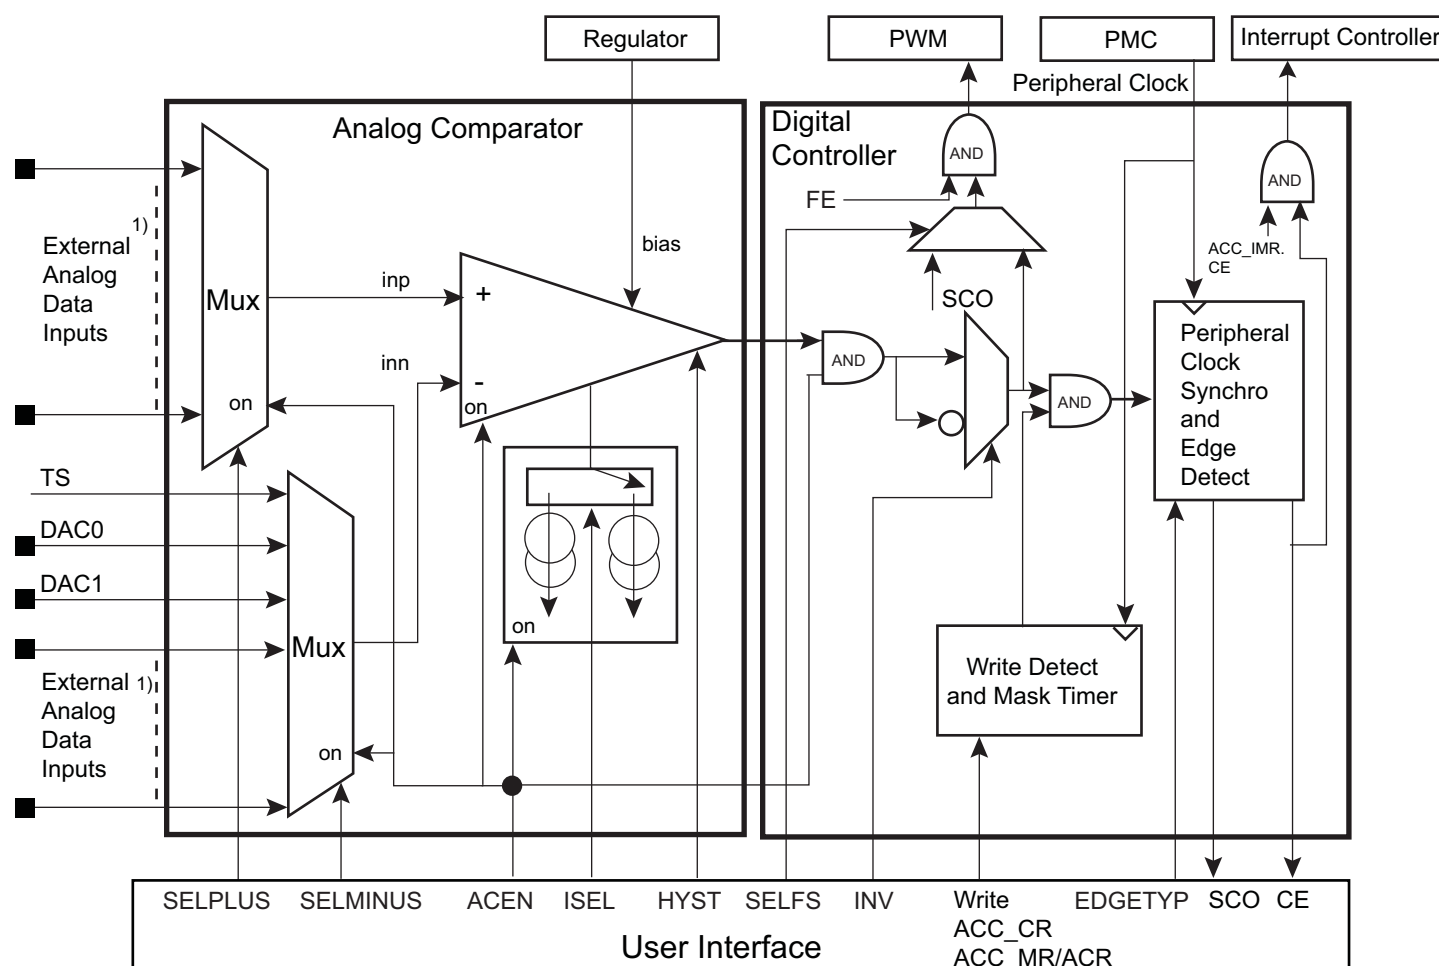 Regulator
PWM
PMC
Interrupt Controller
Peripheral Clock
Analog Comparator
Digital
Controller
AND
AND
FE
External 1)
Analog
Data
Inputs
Mux
on
inp
inn
bias
+
-
on
SCO
ACC_IMR.
CE
AND
AND
Peripheral
Clock
Synchro
and
Edge
Detect
TS
DAC0
DAC1
Mux
on
External 1)
Analog
Data
Inputs
on
Write Detect
and Mask Timer
SELPLUS
SELMINUS
ACEN
ISEL
HYST
SELFS
INV
Write
ACC_CR
ACC_MR/ACR
EDGETYP
SCO
CE
User Interface